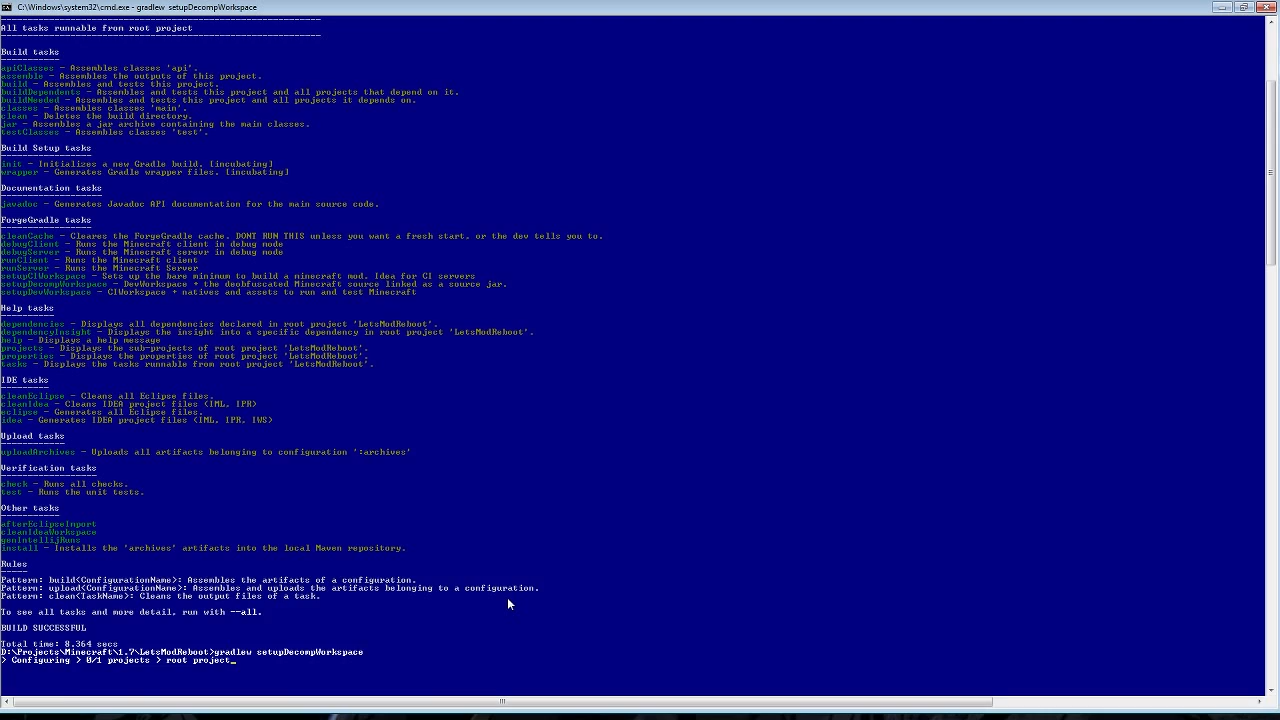 C:\Windows\system32\cmd.exe - gradlew setupDecompWorkspace
All tasks runnable from root project
Build tasks
apiClasses - Assembles classes 'api'.
assemble - Assembles the outputs of this project.
build - Assembles and tests this project.
buildDependents - Assembles and tests this project and all projects that depend on it.
buildNeeded - Assembles and tests this project and all projects it depends on.
classes - Assembles classes 'main'.
clean - Deletes the build directory.
jar - Assembles a jar archive containing the main classes.
testClasses - Assembles classes 'test'.
Build Setup tasks
init - Initializes a new Gradle build. [incubating]
wrapper - Generates Gradle wrapper files. [incubating]
Documentation tasks
javadoc - Generates Javadoc API documentation for the main source code.
ForgeGradle tasks
cleanCache - Cleares the ForgeGradle cache. DONT RUN THIS unless you want a fresh start, or the dev tells you to.
debugClient - Runs the Minecraft client in debug mode
debugServer - Runs the Minecraft serevr in debug mode
runClient - Runs the Minecraft client
runServer - Runs the Minecraft Server
setupCIWorkspace - Sets up the bare minimum to build a minecraft mod. Idea for CI servers
setupDecompWorkspace - DevWorkspace + the deobfuscated Minecraft source linked as a source jar.
setupDevWorkspace - CIWorkspace + natives and assets to run and test Minecraft
Help tasks
dependencies - Displays all dependencies declared in root project 'LetsModReboot'.
dependencyInsight - Displays the insight into a specific dependency in root project 'LetsModReboot'.
help - Displays a help message
projects - Displays the sub-projects of root project 'LetsModReboot'.
properties - Displays the properties of root project 'LetsModReboot'.
tasks - Displays the tasks runnable from root project 'LetsModReboot'.
IDE tasks
cleanEclipse - Cleans all Eclipse files.
cleanIdea - Cleans IDEA project files (IML, IPR)
eclipse - Generates all Eclipse files.
idea - Generates IDEA project files (IML, IPR, IWS)
Upload tasks
uploadArchives - Uploads all artifacts belonging to configuration ':archives'
Verification tasks
check - Runs all checks.
test - Runs the unit tests.
Other tasks
afterEclipseImport
cleanIdeaWorkspace
genIntellijRuns
install - Installs the 'archives' artifacts into the local Maven repository.
Rules
Pattern: build<ConfigurationName>: Assembles the artifacts of a configuration.
Pattern: upload<ConfigurationName>: Assembles and uploads the artifacts belonging to a configuration.
Pattern: clean<TaskName>: Cleans the output files of a task.
To see all tasks and more detail, run with --all.
BUILD SUCCESSFUL
Total time: 8.364 secs
D:\Projects\Minecraft\1.7\LetsModReboot>gradlew setupDecompWorkspace
> Configuring > 0/1 projects > root project_